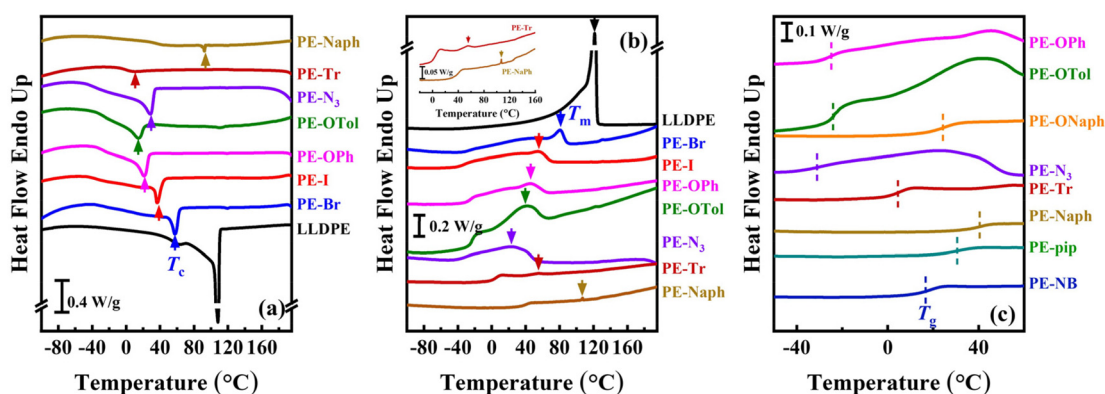 Heat Flow Endo Up
PE-Naph
PE-Tr
PE-N3
PE-OTol
PE-OPh
PE-I
PE-Br
LLDPE
Tc
0.4 W/g
(a)
-80 -40 0 40 80 120 160
Temperature (°C)
Heat Flow Endo Up
(b)
PE-Tr
PE-NaPh
0.05 W/g
0 40 80 120 160
Temperature (°C)
Tm
LLDPE
PE-Br
PE-I
PE-OPh
PE-OTol
0.2 W/g
PE-N3
PE-Tr
PE-Naph
-80 -40 0 40 80 120 160
Temperature (°C)
Heat Flow Endo Up
0.1 W/g
PE-OPh
PE-OTol
PE-ONaph
PE-N3
PE-Tr
PE-Naph
PE-pip
PE-NB
Tg
(c)
-40 0 40
Temperature (°C)